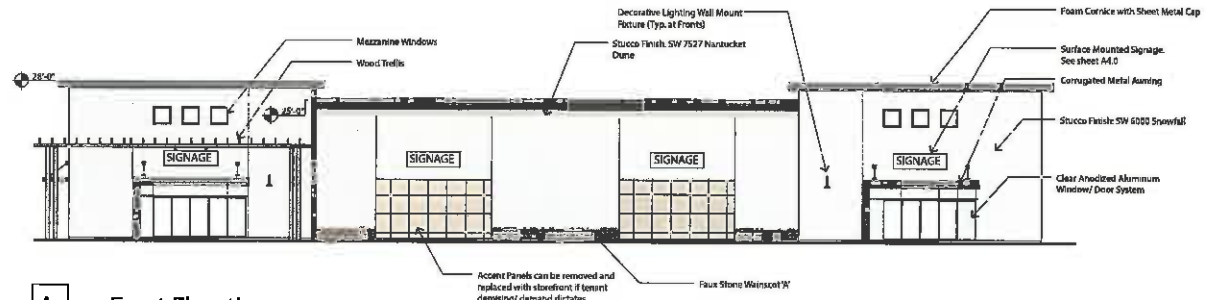 Decorative Lighting Wall Mount
Fixture (Typ. at Fronts)
Foam Cornice with Sheet Metal Cap
Mezzanine Windows
Stucco Finish: SW 7527 Nantucket
Dune
Surface Mounted Signage.
See sheet A4.0
Wood Trellis
Corrugated Metal Awning
28'-0"
25'-0"
Stucco Finish: SW 6000 Snowfall
SIGNAGE
SIGNAGE
SIGNAGE
SIGNAGE
Clear Anodized Aluminum
Window/ Door System
Accent Panels can be removed and
replaced with storefront if tenant
demising/ demand dictates
Faux Stone Wainscot 'A'
A
Front Elevation